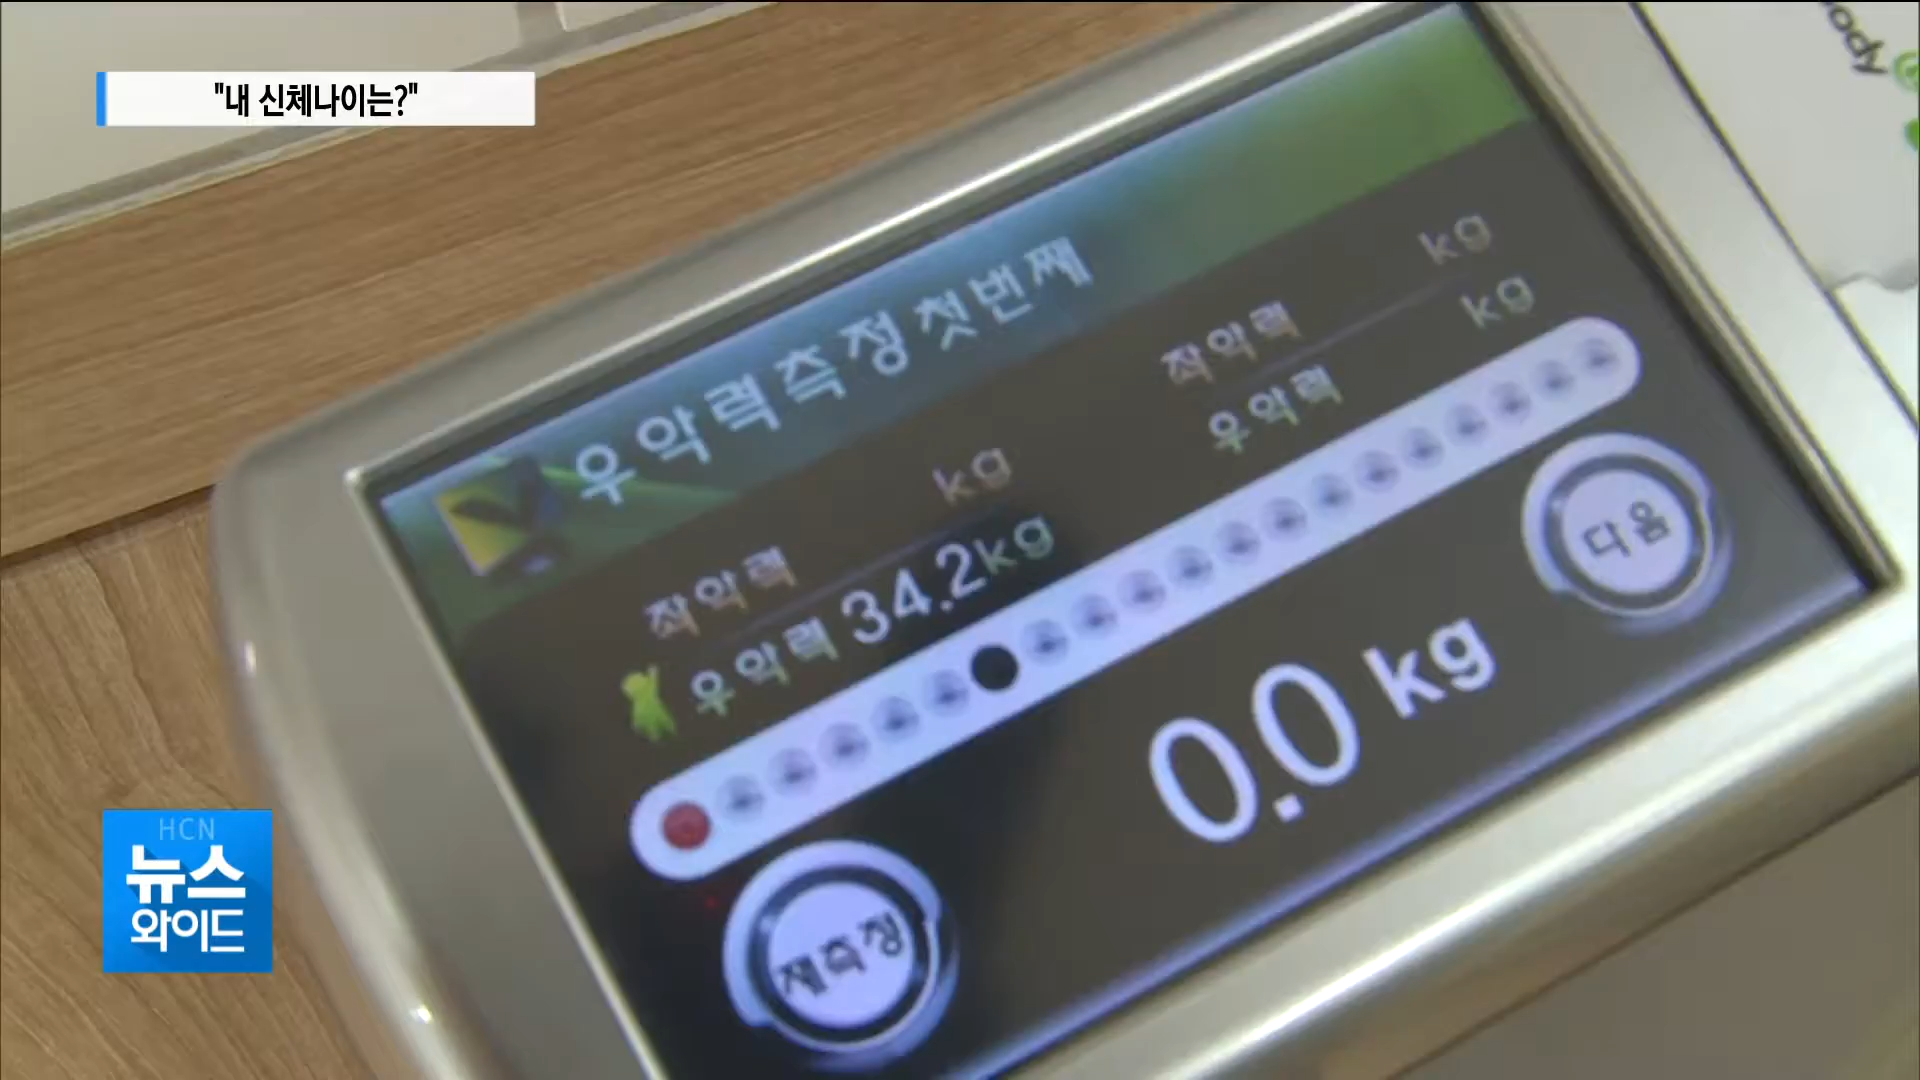 "내 신체나이는?"
우악력측정첫번째
좌악력 kg
우악력 34.2kg
좌악력 kg
우악력 kg
0.0 kg
다음
재측정
HCN
뉴스
와이드